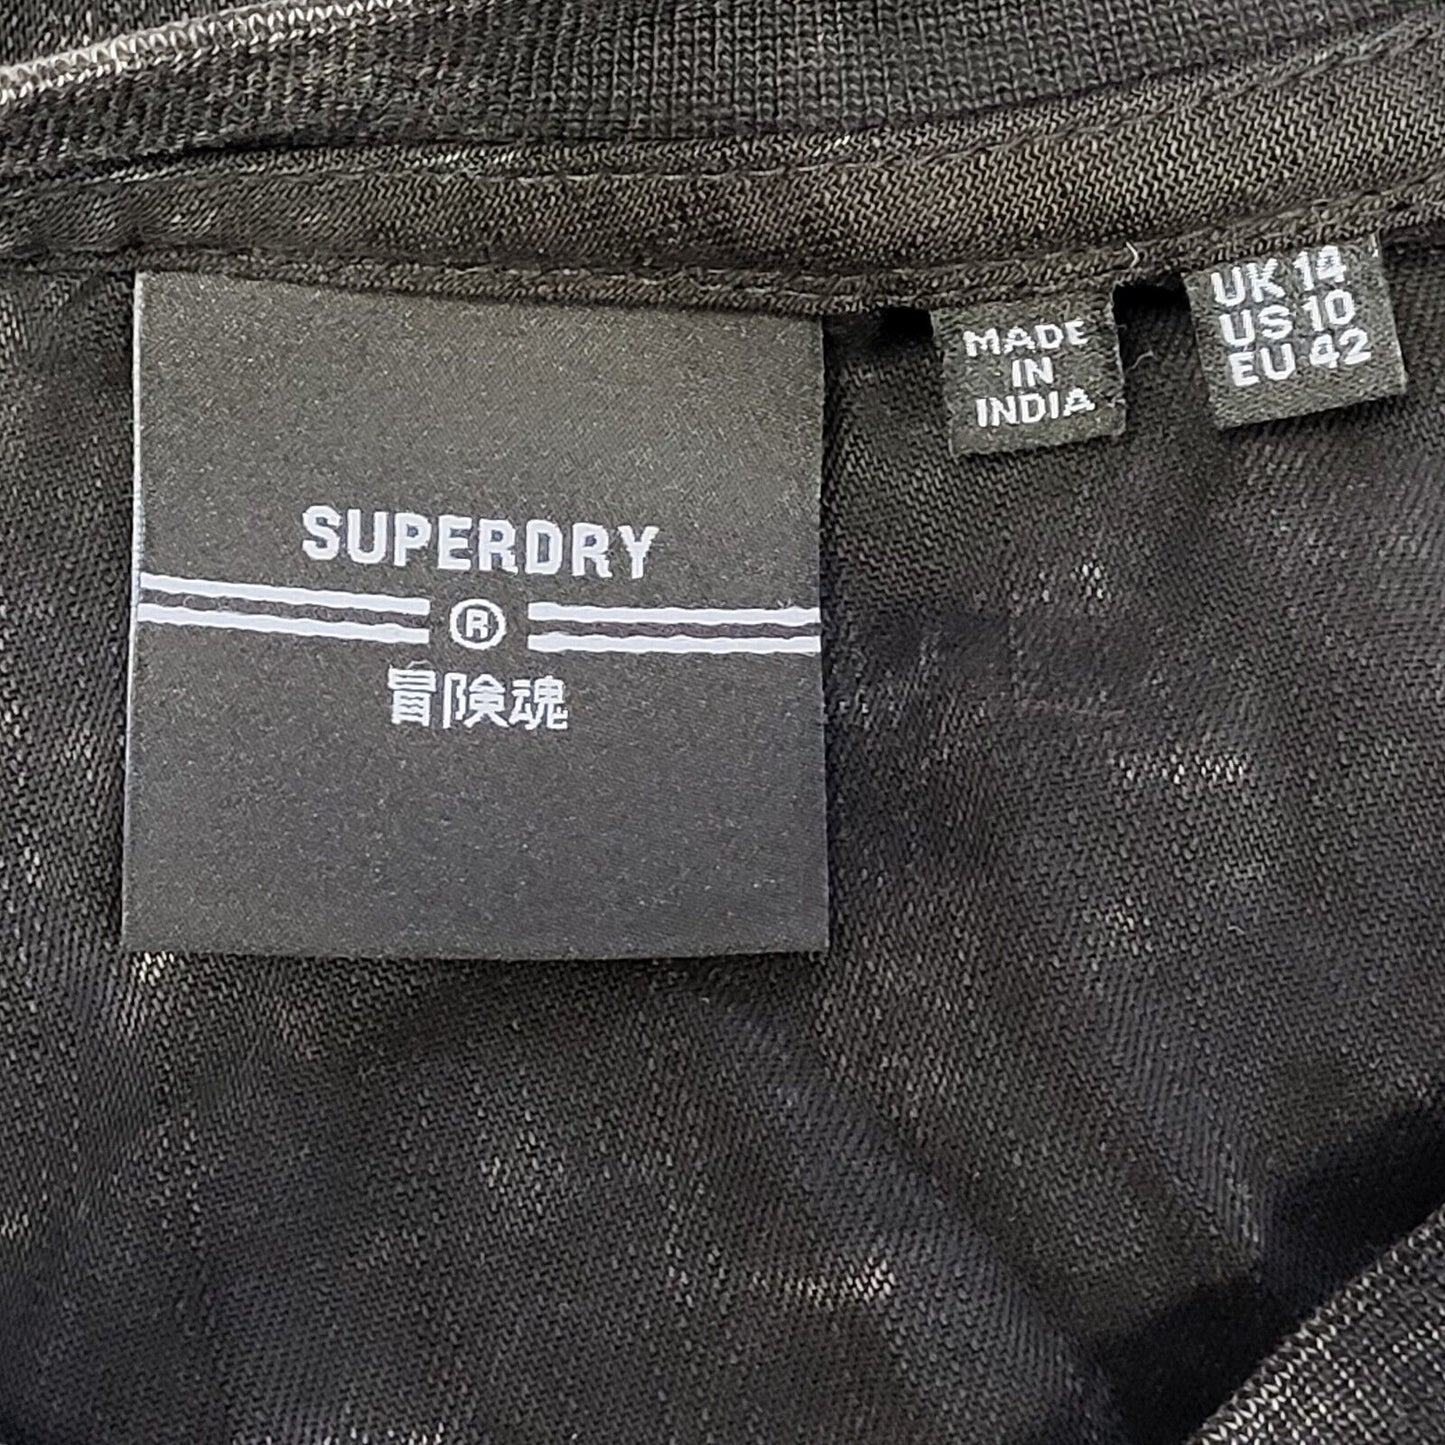 SUPERDRY
®
冒険魂
MADE
IN
INDIA
UK 14
US 10
EU 42